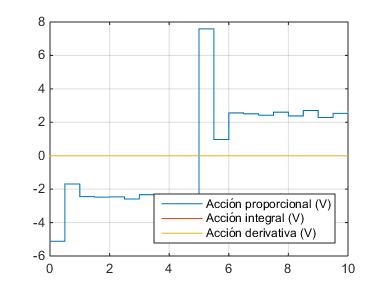 8
6
4
2
0
-2
-4
-6
Acción proporcional (V)
Acción integral (V)
Acción derivativa (V)
0 2 4 6 8 10